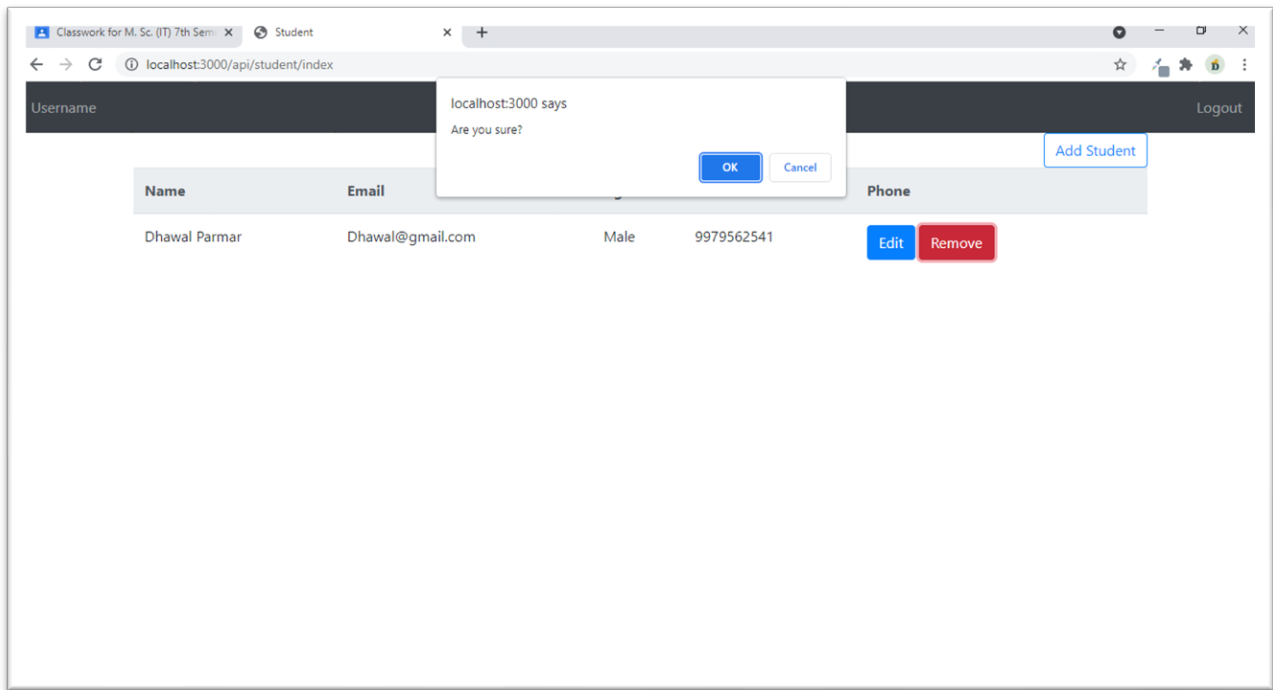 Classwork for M. Sc. (IT) 7th Sem
Student
localhost:3000/api/student/index
Username
localhost:3000 says
Are you sure?
OK
Cancel
Logout
Add Student
Name Email Phone
Dhawal Parmar Dhawal@gmail.com Male 9979562541 Edit Remove